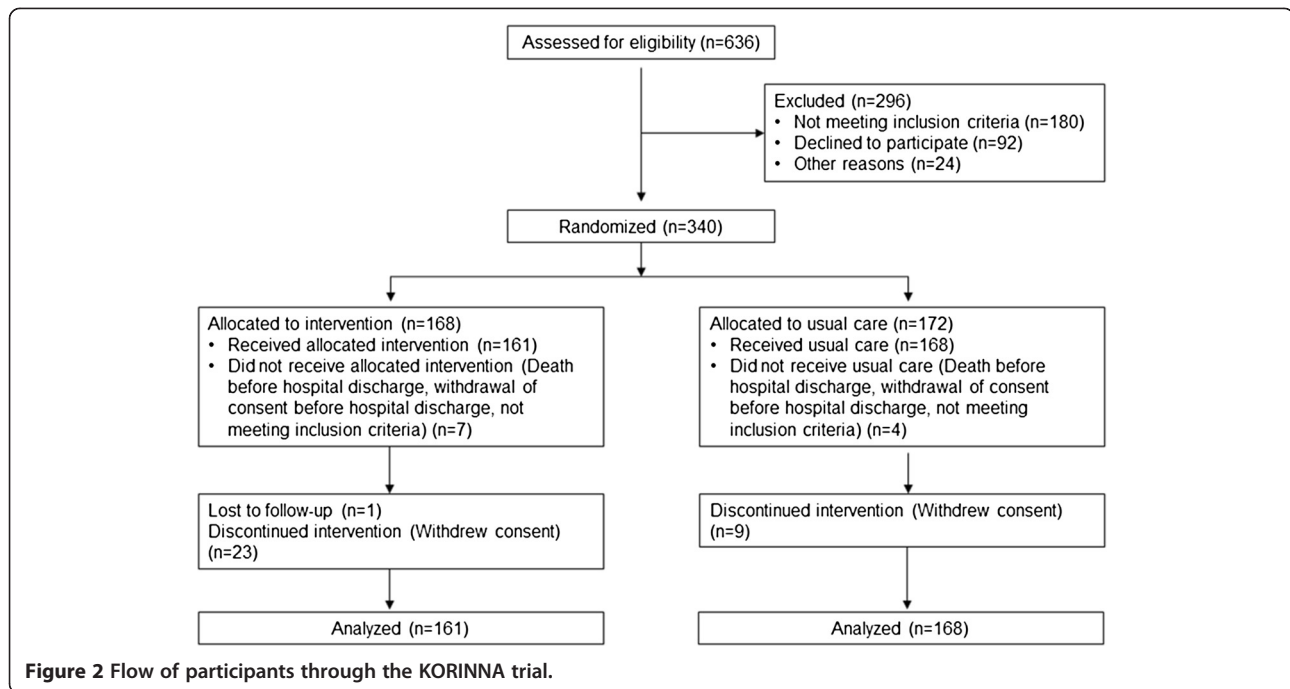 Assessed for eligibility (n=636)
Excluded (n=296)
• Not meeting inclusion criteria (n=180)
• Declined to participate (n=92)
• Other reasons (n=24)
Randomized (n=340)
Allocated to intervention (n=168)
• Received allocated intervention (n=161)
• Did not receive allocated intervention (Death
before hospital discharge, withdrawal of
consent before hospital discharge, not
meeting inclusion criteria) (n=7)
Allocated to usual care (n=172)
• Received usual care (n=168)
• Did not receive usual care (Death before
hospital discharge, withdrawal of consent
before hospital discharge, not meeting
inclusion criteria) (n=4)
Lost to follow-up (n=1)
Discontinued intervention (Withdrew consent)
(n=23)
Discontinued intervention (Withdrew consent)
(n=9)
Analyzed (n=161)
Analyzed (n=168)
Figure 2 Flow of participants through the KORINNA trial.